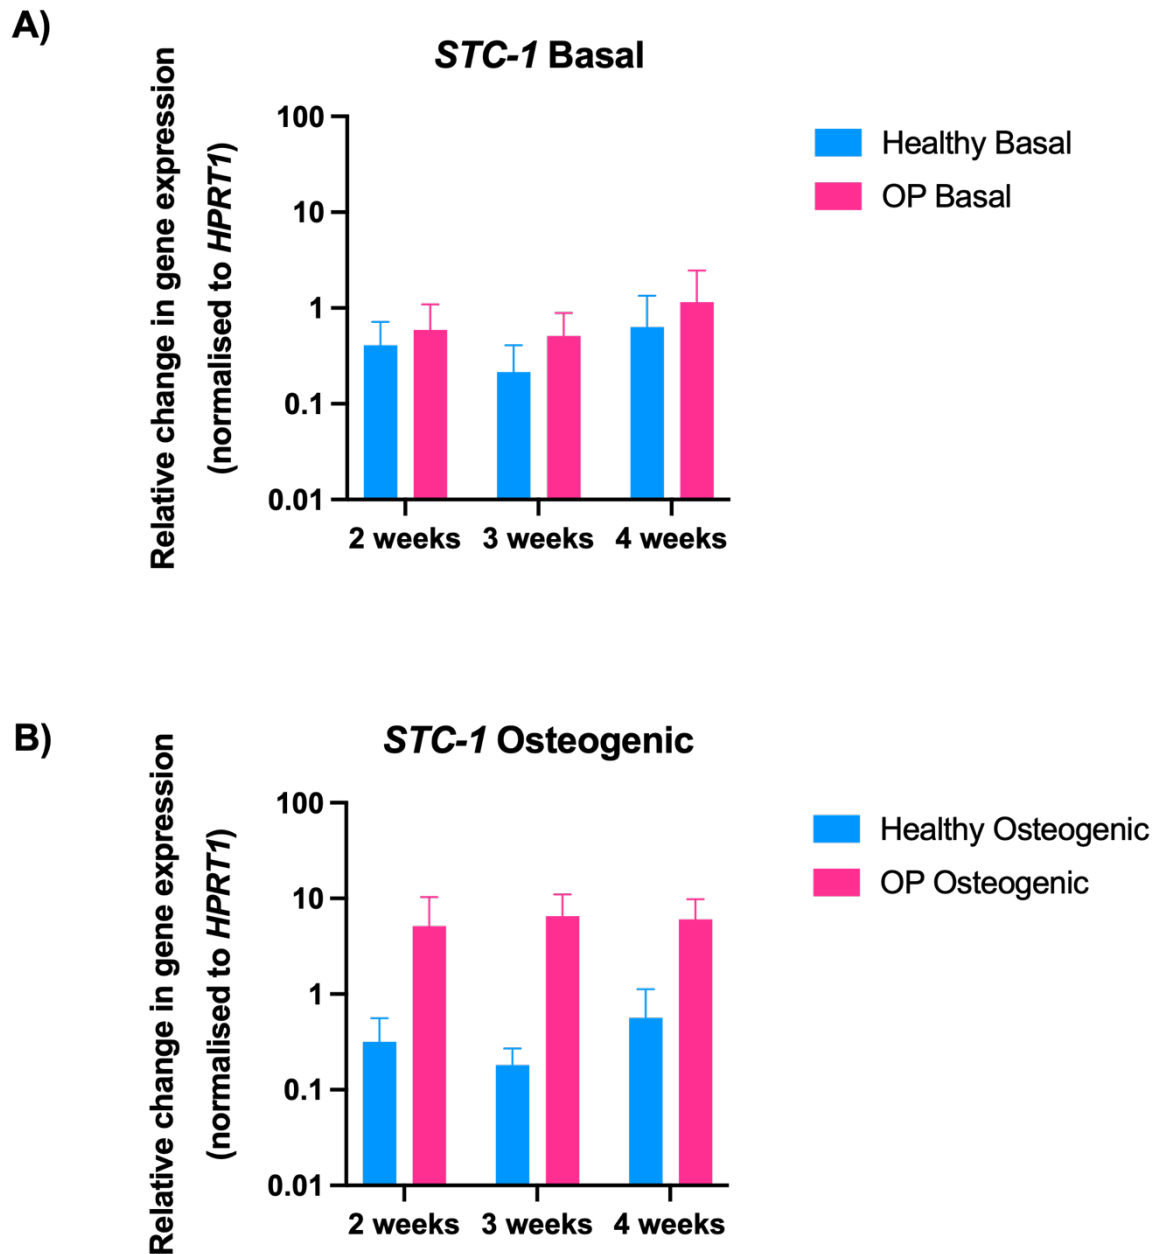 A)
STC-1 Basal
Relative change in gene expression
(normalised to HPRT1)
100
10
1
0.1
0.01
2 weeks 3 weeks 4 weeks
Healthy Basal
OP Basal
B)
STC-1 Osteogenic
Relative change in gene expression
(normalised to HPRT1)
100
10
1
0.1
0.01
2 weeks 3 weeks 4 weeks
Healthy Osteogenic
OP Osteogenic